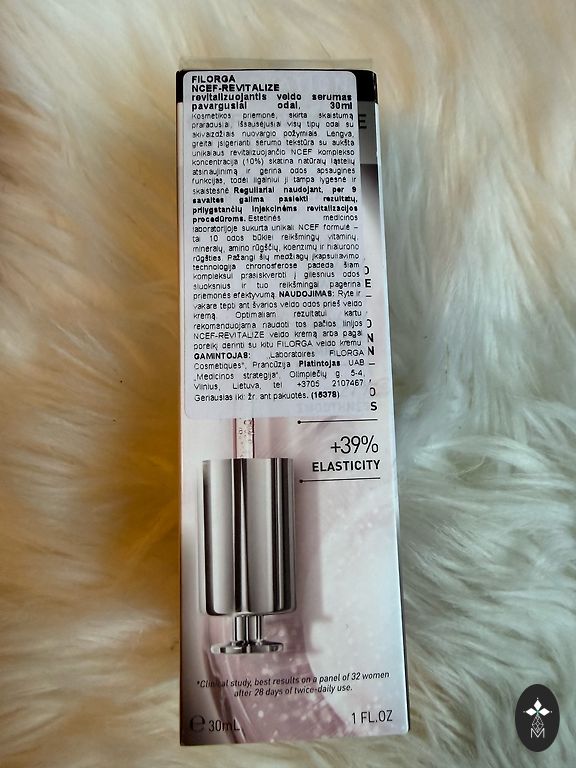 FILORGA
NCEF-REVITALIZE
revitalizuojantis veido serumas
pavargusiai odai, 30ml
Kosmetikos priemonė, skirta skaistumą
praradusiai, išsausėjusiai visų tipų odai su
akivaizdžiais nuovargio požymiais. Lengva,
greitai įsigerianti serumo tekstūra su aukšta
unikalaus revitalizuojančio NCEF komplekso
koncentracija (10%) skatina natūralų ląstelių
atsinaujinimą ir gerina odos apsaugines
funkcijas, todėl ilgainiui ji tampa lygesnė ir
skaistesnė Reguliariai naudojant, per 9
savaites galima pasiekti rezultatų,
prilygstančių injekcinėms revitalizacijos
procedūroms. Estetinės medicinos
laboratorijoje sukurta unikali NCEF formulė –
tai 10 odos būklei reikšmingų vitaminų,
mineralų, amino rūgščių, koenzimų ir hialurono
rūgšties. Pažangi šių medžiagų įkapsuliavimo
technologija chronosferose padeda šiam
kompleksui prasiskverbti į gilesnius odos
sluoksnius ir tuo reikšmingai pagerina
priemonės efektyvumą. NAUDOJIMAS: Ryte ir
vakare tepti ant švarios veido odos prieš veido
kremą. Optimaliam rezultatui kartu
rekomenduojama naudoti tos pačios linijos
NCEF-REVITALIZE veido kremą arba pagal
poreikį derinti su kitu FILORGA veido kremu
GAMINTOJAS: „Laboratoires FILORGA
Cosmétiques“, Prancūzija Platintojas UAB
„Medicinos strategija“, Olimpiečių g. 5-4,
Vilnius, Lietuva, tel +3705 2107467
Geriausias iki: žr. ant pakuotės. (15378)
+39%
ELASTICITY
*Clinical study, best results on a panel of 32 women
after 28 days of twice-daily use.
℮ 30mL
1 FL.OZ